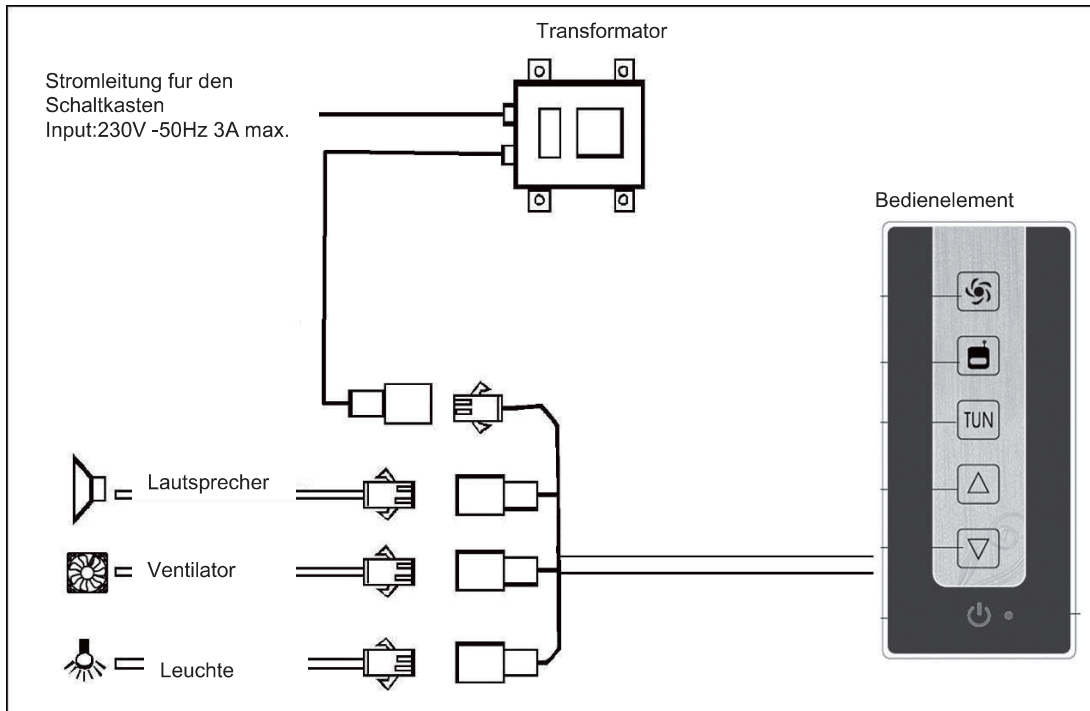 Transformator
Stromleitung fur den
Schaltkasten
Input:230V -50Hz 3A max.
Bedienelement
TUN
Lautsprecher
Ventilator
Leuchte